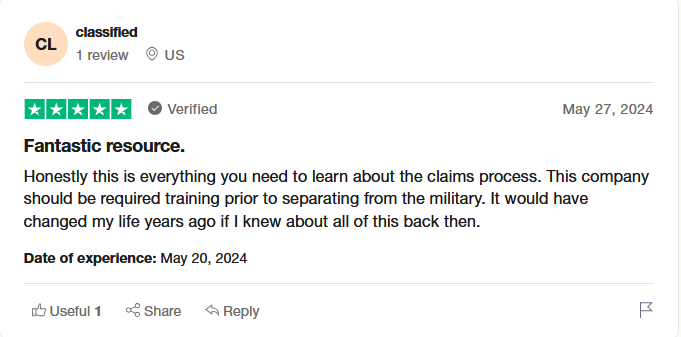 CL
classified
1 review US
Verified May 27, 2024
Fantastic resource.
Honestly this is everything you need to learn about the claims process. This company
should be required training prior to separating from the military. It would have
changed my life years ago if I knew about all of this back then.
Date of experience: May 20, 2024
Useful 1 Share Reply